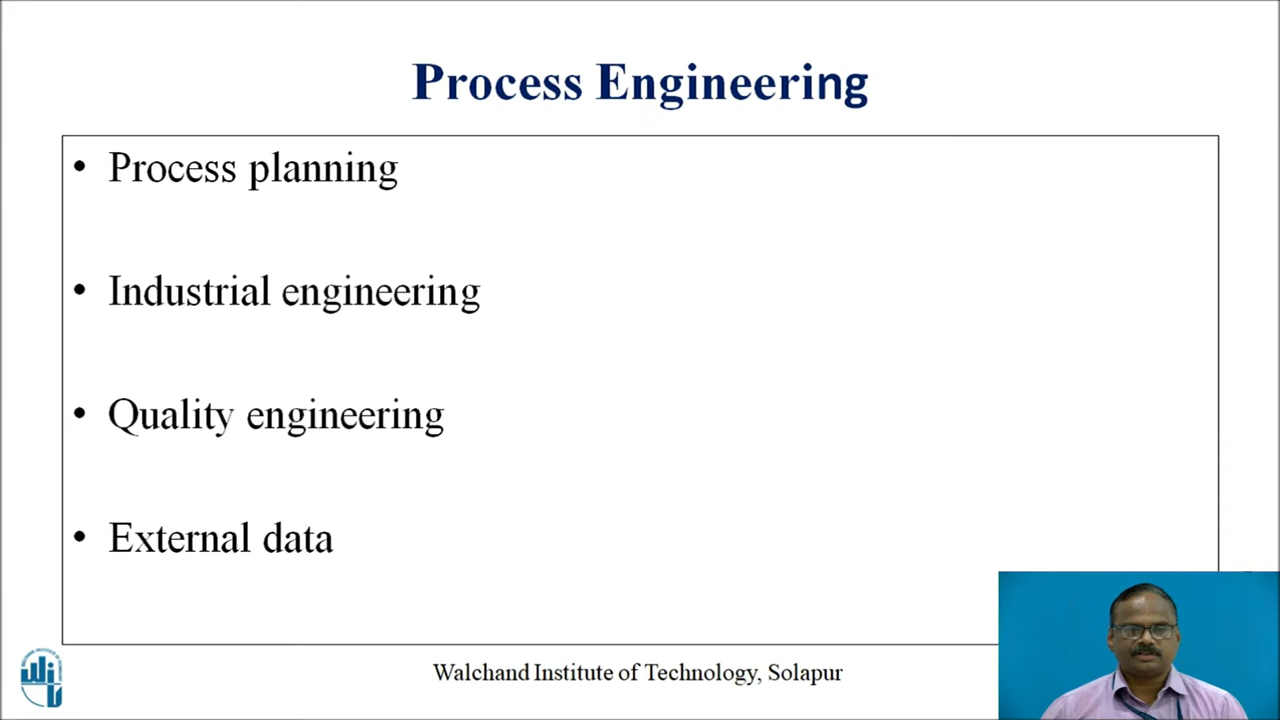 Process Engineering
• Process planning
• Industrial engineering
• Quality engineering
• External data
Walchand Institute of Technology, Solapur